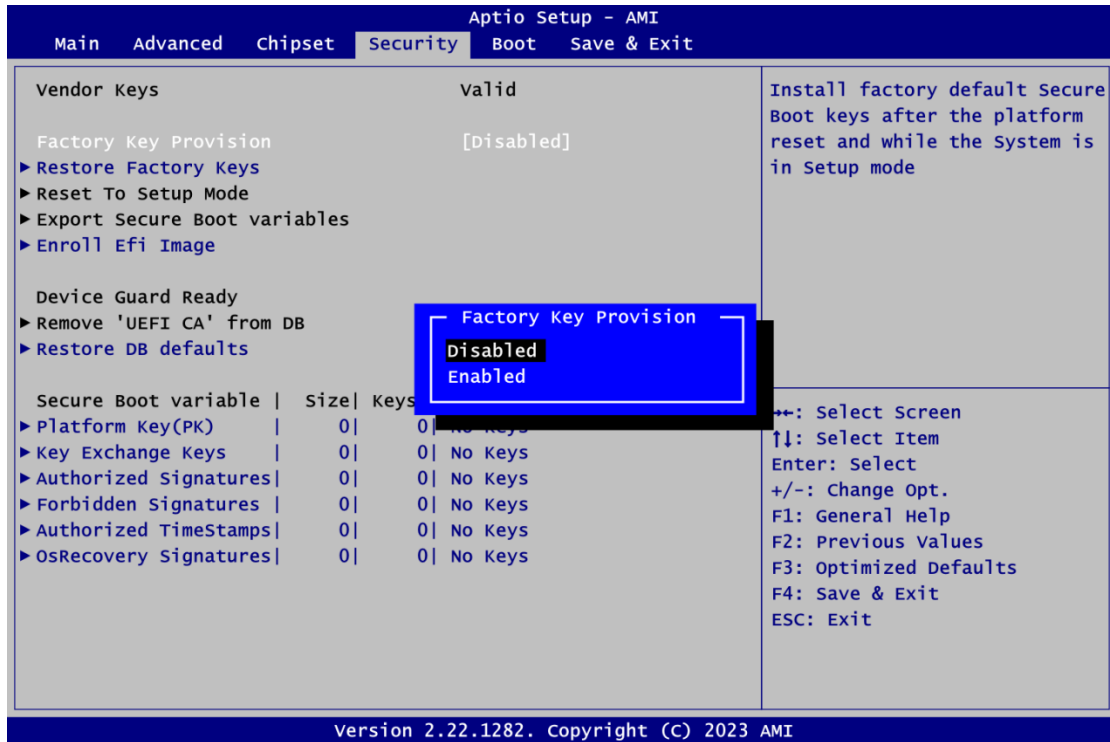 Aptio Setup - AMI
Main Advanced Chipset Security Boot Save & Exit
Vendor Keys Valid
Factory Key Provision [Disabled]
► Restore Factory Keys
► Reset To Setup Mode
► Export Secure Boot variables
► Enroll Efi Image
Device Guard Ready
► Remove 'UEFI CA' from DB
► Restore DB defaults
Secure Boot variable | Size| Keys
► Platform Key(PK) | 0| 0| No Keys
► Key Exchange Keys | 0| 0| No Keys
► Authorized Signatures| 0| 0| No Keys
► Forbidden Signatures | 0| 0| No Keys
► Authorized TimeStamps| 0| 0| No Keys
► OsRecovery Signatures| 0| 0| No Keys
Factory Key Provision
Disabled
Enabled
Install factory default Secure
Boot keys after the platform
reset and while the System is
in Setup mode
→←: Select Screen
↑↓: Select Item
Enter: Select
+/-: Change Opt.
F1: General Help
F2: Previous Values
F3: Optimized Defaults
F4: Save & Exit
ESC: Exit
Version 2.22.1282. Copyright (C) 2023 AMI